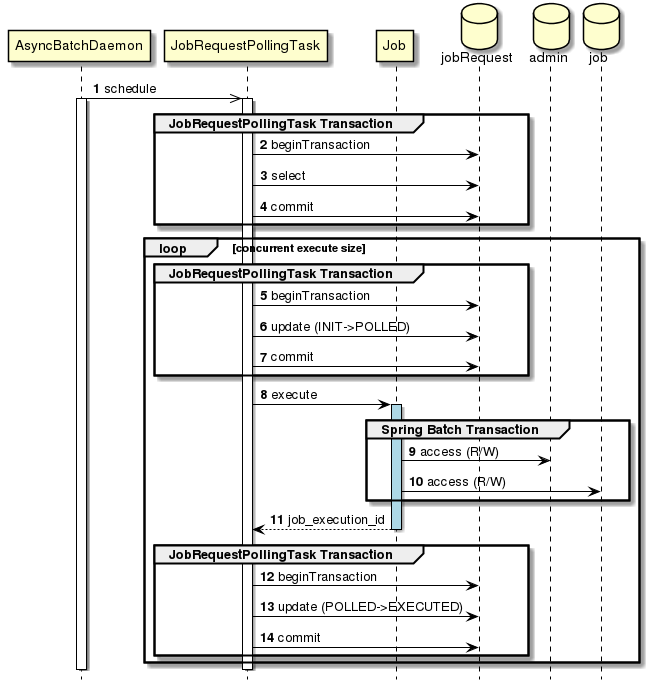 AsyncBatchDaemon
JobRequestPollingTask
Job
jobRequest
admin
job
1 schedule
JobRequestPollingTask Transaction
2 beginTransaction
3 select
4 commit
loop [concurrent execute size]
JobRequestPollingTask Transaction
5 beginTransaction
6 update (INIT->POLLED)
7 commit
8 execute
Spring Batch Transaction
9 access (R/W)
10 access (R/W)
11 job_execution_id
JobRequestPollingTask Transaction
12 beginTransaction
13 update (POLLED->EXECUTED)
14 commit